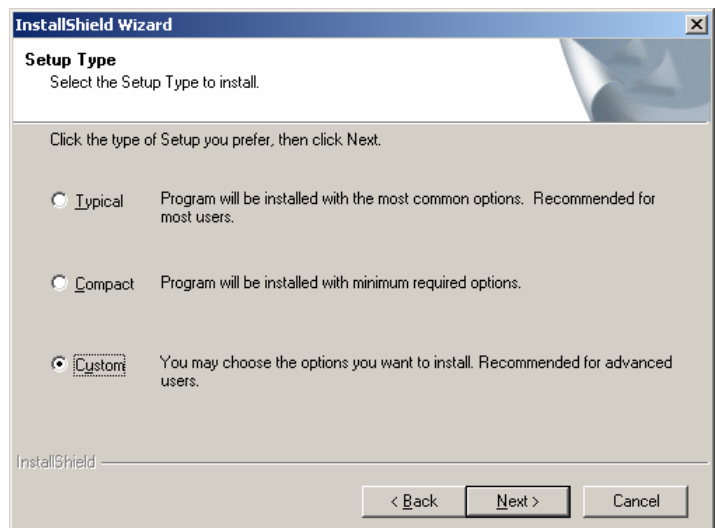 InstallShield Wizard
Setup Type
Select the Setup Type to install.
Click the type of Setup you prefer, then click Next.
Typical
Program will be installed with the most common options.  Recommended for
most users.
Compact
Program will be installed with minimum required options.
Custom
You may choose the options you want to install. Recommended for advanced
users.
InstallShield
< Back
Next >
Cancel